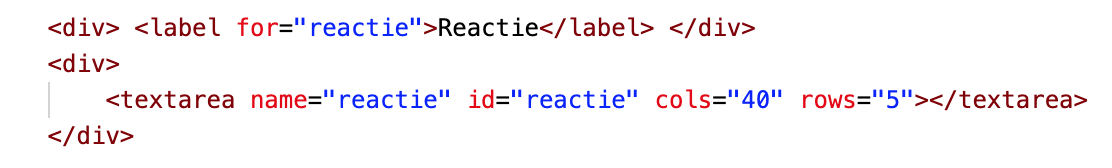 <div> <label for="reactie">Reactie</label> </div>
<div>
<textarea name="reactie" id="reactie" cols="40" rows="5"></textarea>
</div>